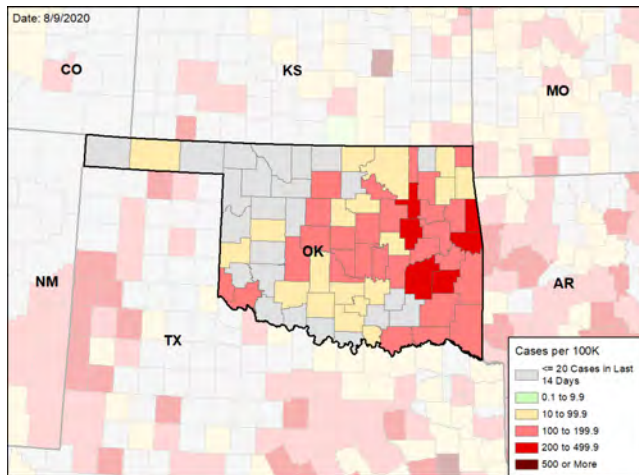 Date: 8/9/2020
CO
KS
MO
OK
NM
AR
TX
Cases per 100K
<= 20 Cases in Last
14 Days
0.1 to 9.9
10 to 99.9
100 to 199.9
200 to 499.9
500 or More